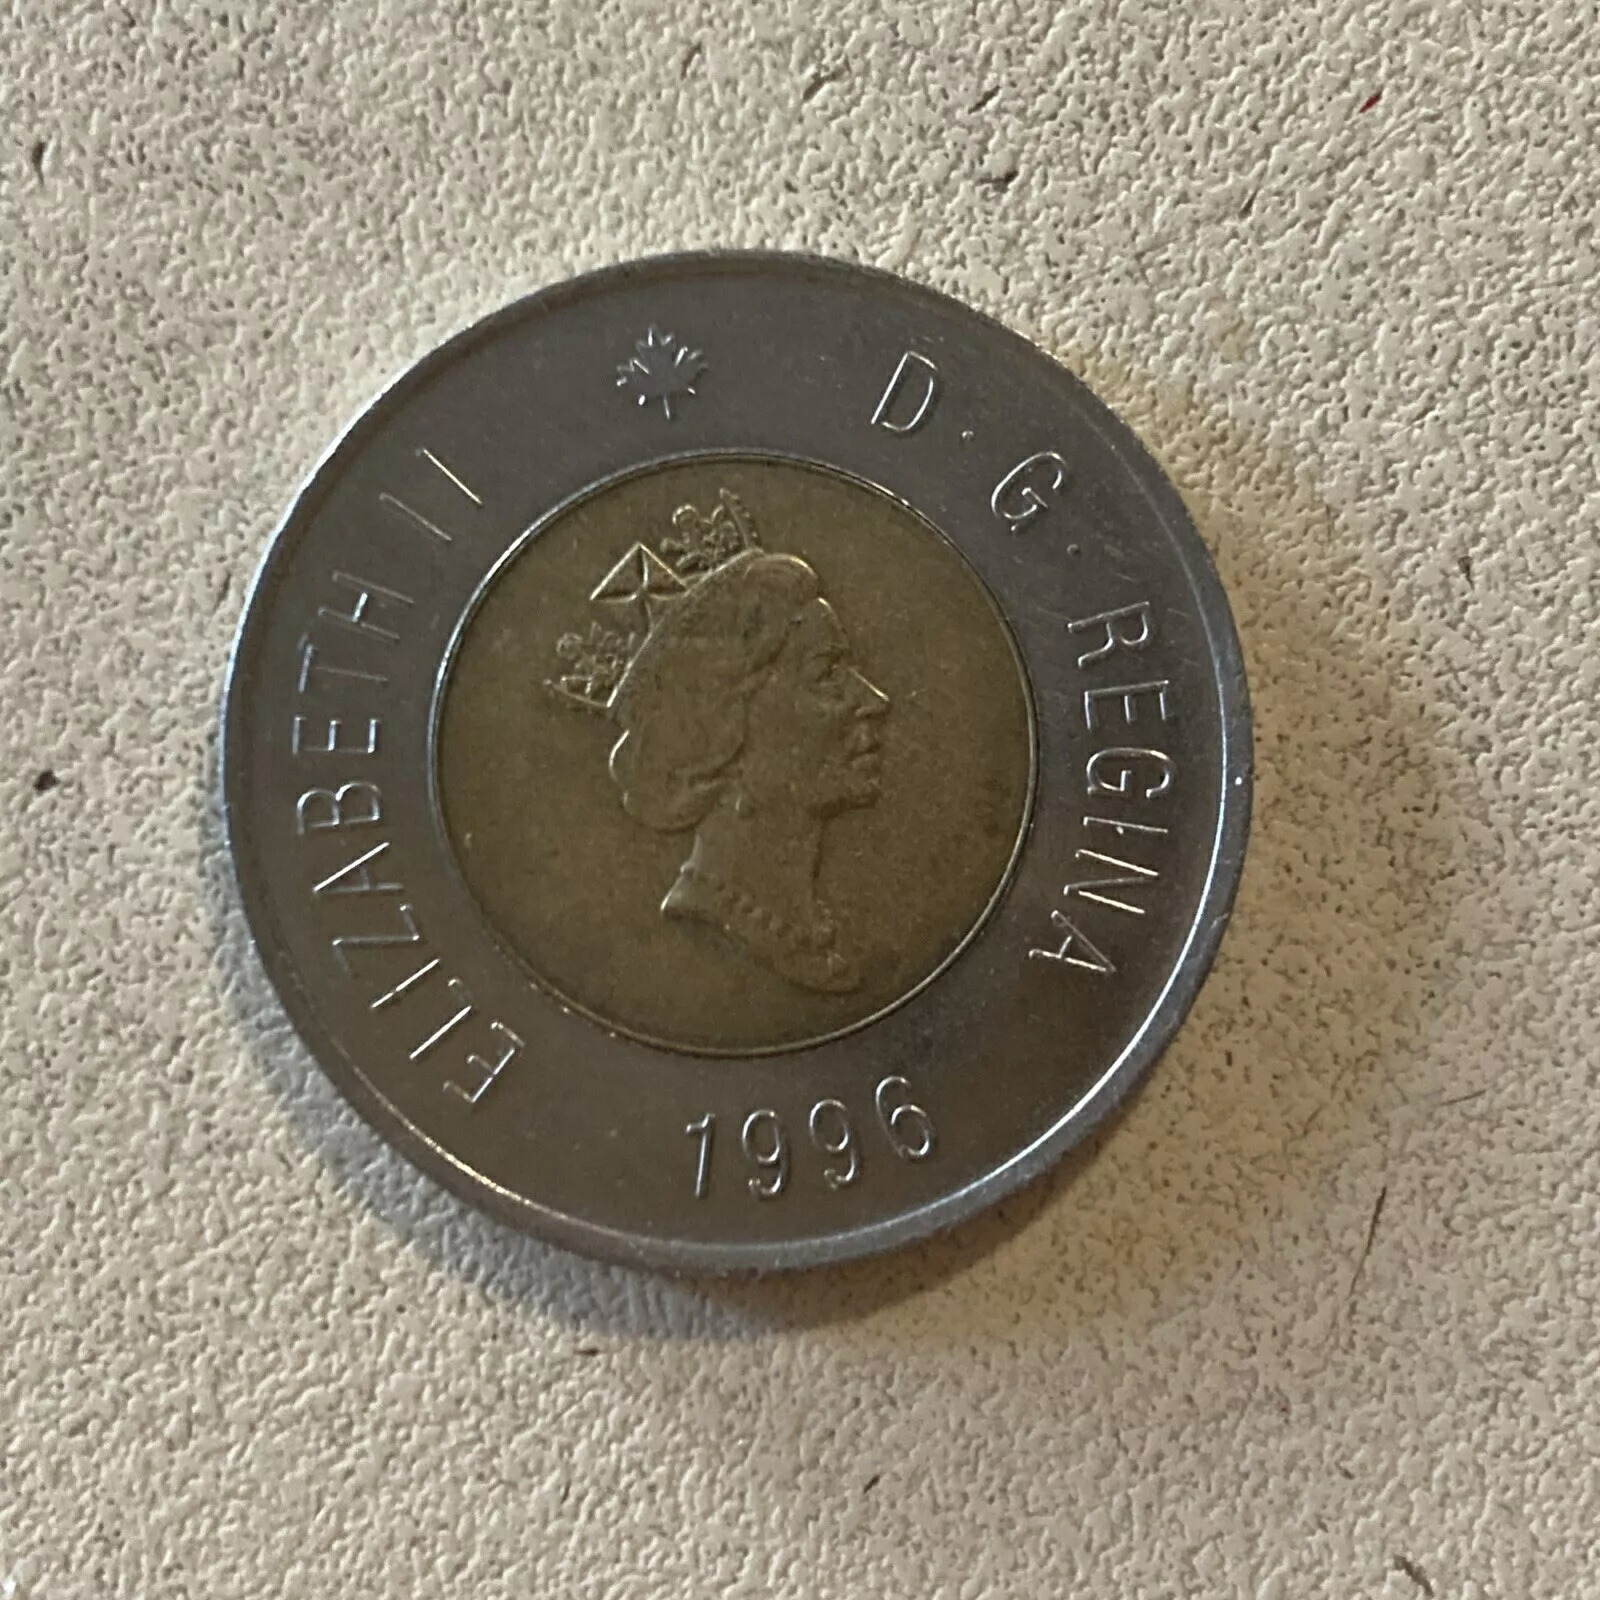 ELIZABETH II
D · G · REGINA
1996